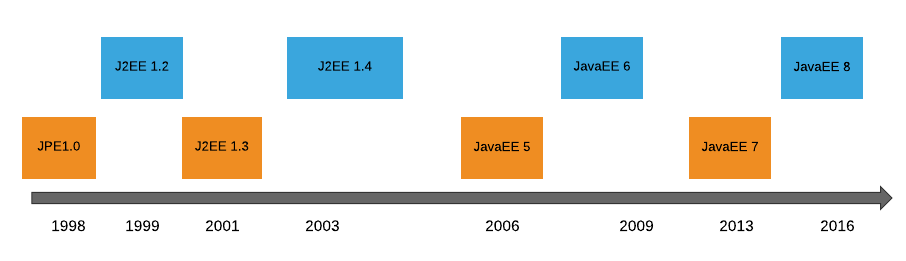 J2EE 1.2
J2EE 1.4
JavaEE 6
JavaEE 8
JPE1.0
J2EE 1.3
JavaEE 5
JavaEE 7
1998
1999
2001
2003
2006
2009
2013
2016